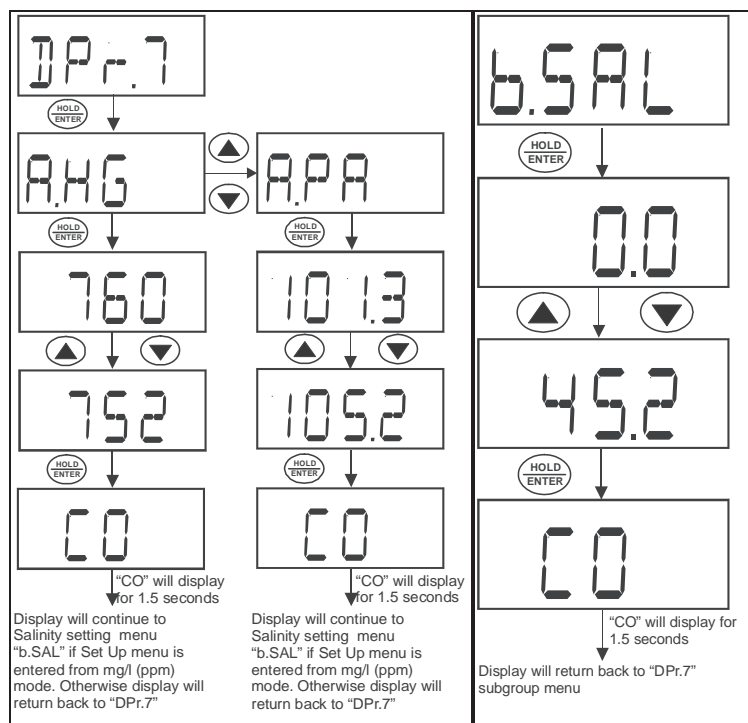 DPr.7
HOLD
ENTER
A.HG
HOLD
ENTER
760
752
HOLD
ENTER
CO
“CO” will display
for 1.5 seconds
Display will continue to
Salinity setting menu
“b.SAL” if Set Up menu is
entered from mg/l (ppm)
mode. Otherwise display will
return back to “DPr.7”
A.PA
HOLD
ENTER
101.3
105.2
HOLD
ENTER
CO
“CO” will display
for 1.5 seconds
Display will continue to
Salinity setting menu
“b.SAL” if Set Up menu is
entered from mg/l (ppm)
mode. Otherwise display will
return back to “DPr.7”
b.SAL
HOLD
ENTER
0.0
45.2
HOLD
ENTER
CO
“CO” will display for
1.5 seconds
Display will return back to “DPr.7”
subgroup menu